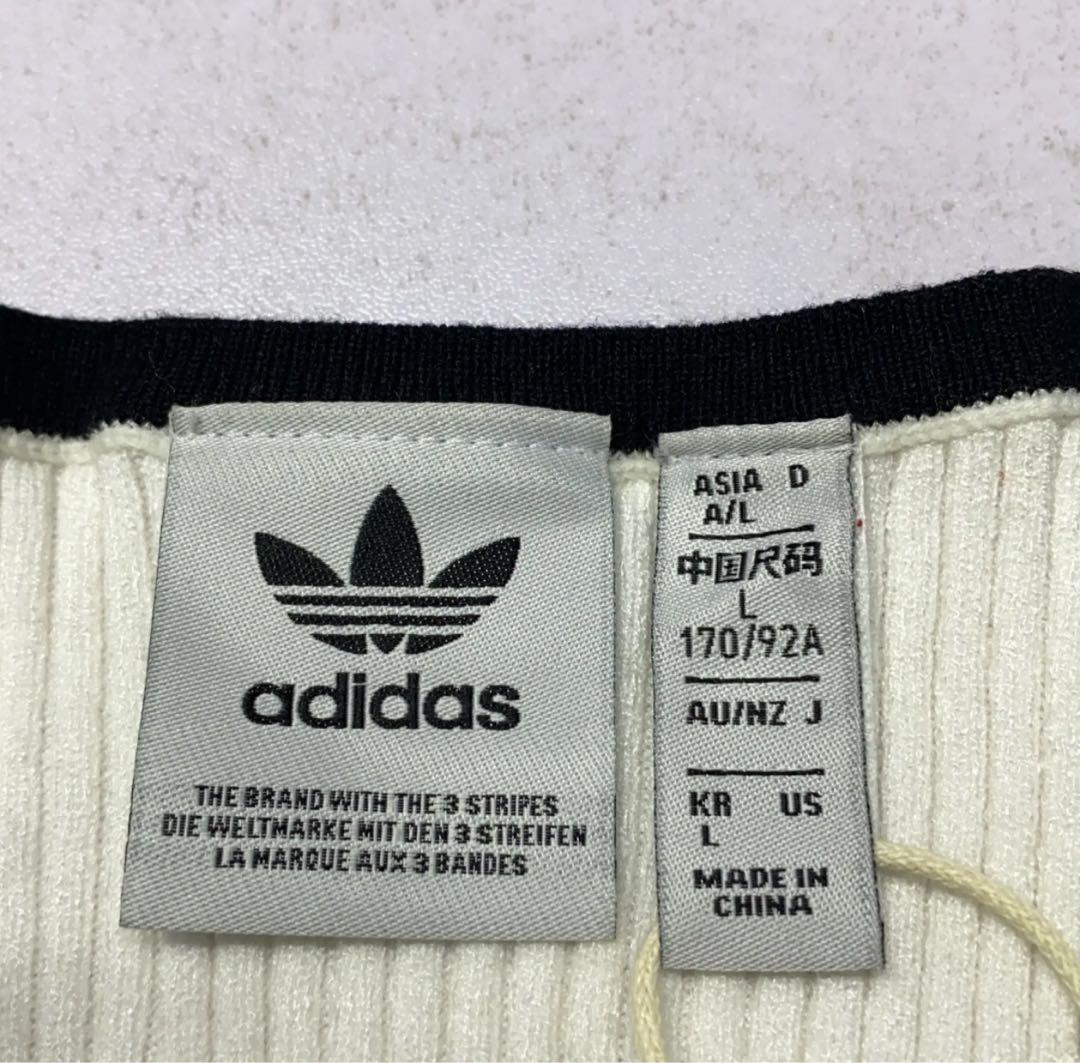 adidas
THE BRAND WITH THE 3 STRIPES
DIE WELTMARKE MIT DEN 3 STREIFEN
LA MARQUE AUX 3 BANDES
ASIA D
A/L
中国尺码
L
170/92A
AU/NZ J
KR US
L
MADE IN
CHINA